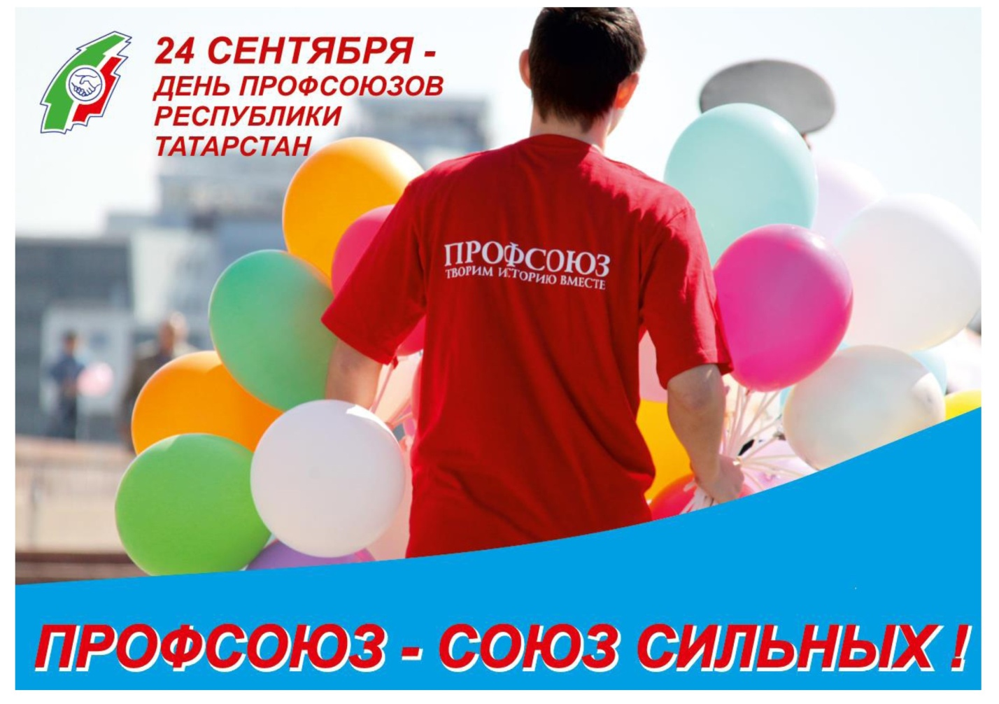 24 СЕНТЯБРЯ -
ДЕНЬ ПРОФСОЮЗОВ
РЕСПУБЛИКИ
ТАТАРСТАН
ПРОФСОЮЗ
ТВОРИМ ИСТОРИЮ ВМЕСТЕ
ПРОФСОЮЗ - СОЮЗ СИЛЬНЫХ !